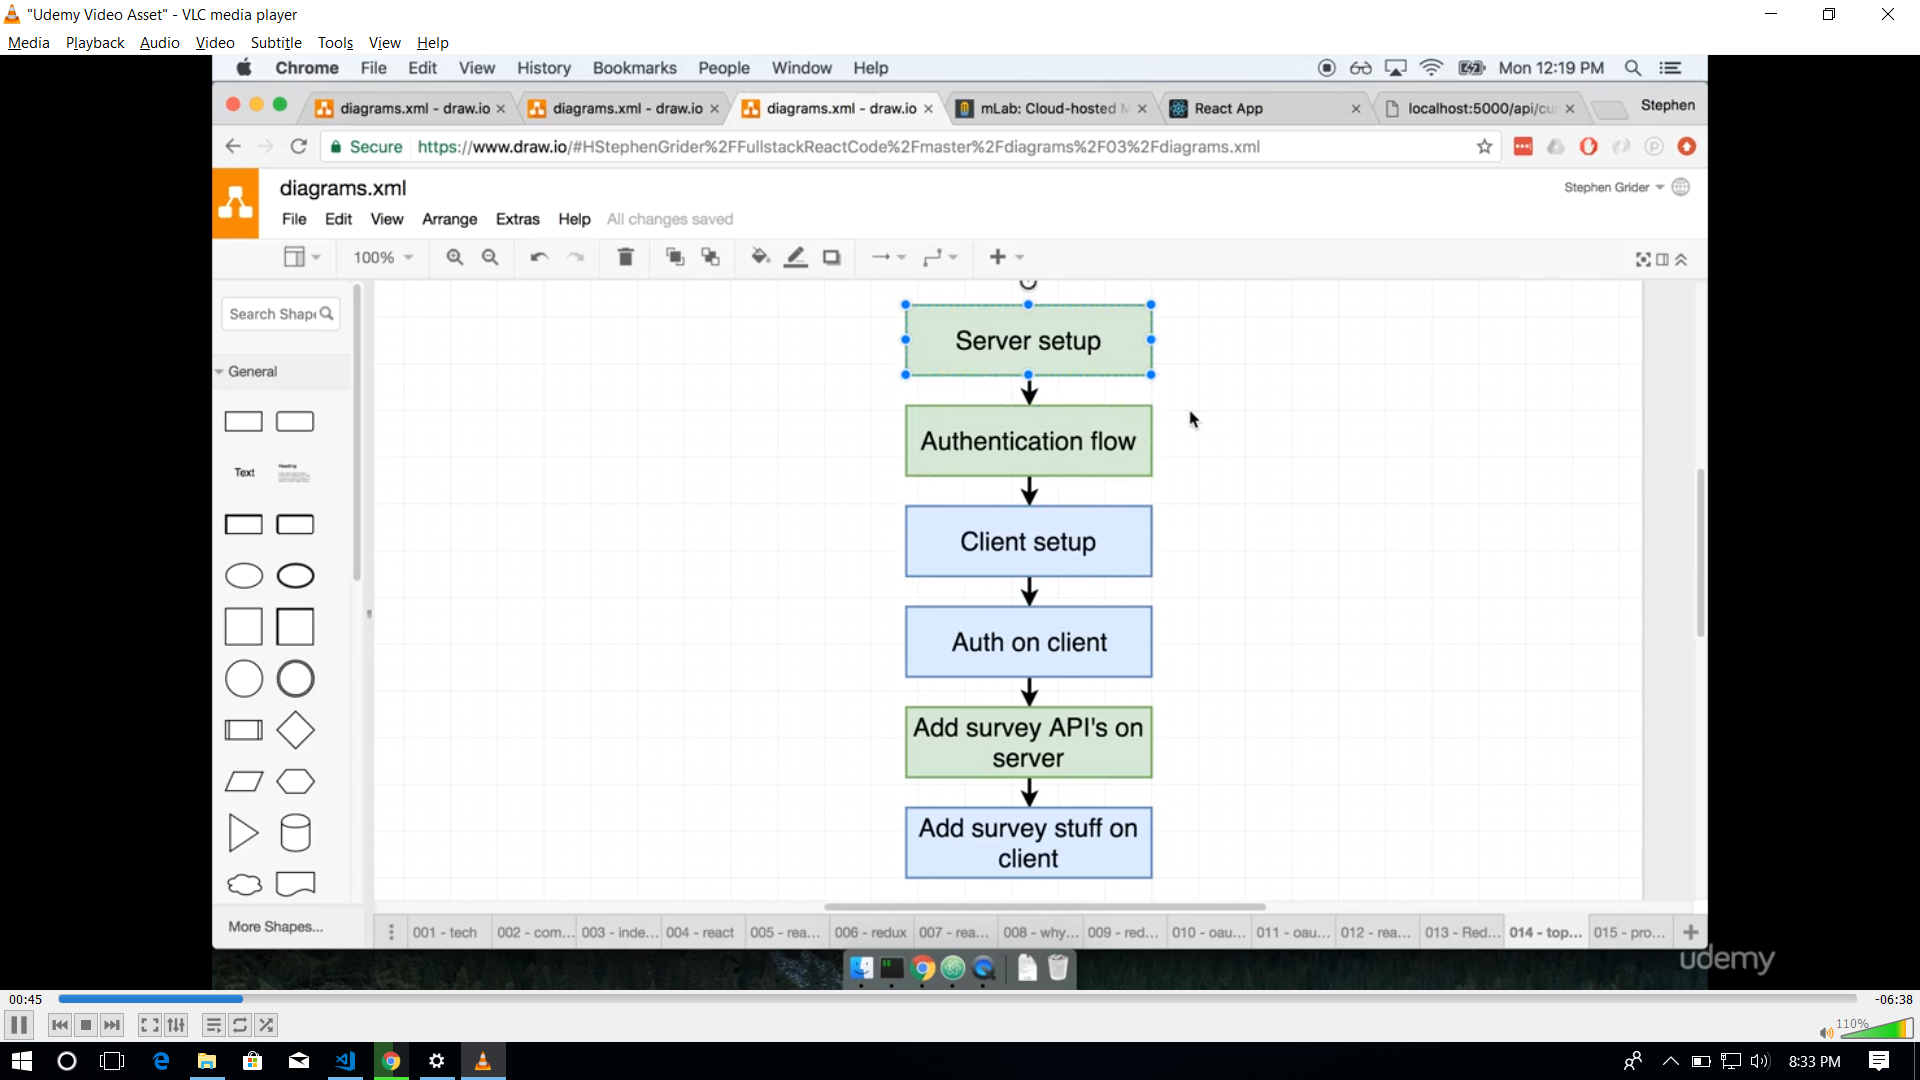 "Udemy Video Asset" - VLC media player
Media Playback Audio Video Subtitle Tools View Help
Chrome File Edit View History Bookmarks People Window Help Mon 12:19 PM
diagrams.xml - draw.io diagrams.xml - draw.io diagrams.xml - draw.io mLab: Cloud-hosted M React App localhost:5000/api/cu Stephen
Secure https://www.draw.io/#HStephenGrider%2FFullstackReactCode%2Fmaster%2Fdiagrams%2F03%2Fdiagrams.xml
diagrams.xml Stephen Grider
File Edit View Arrange Extras Help All changes saved
100%
Search Shap
General
Text Heading
Server setup
Authentication flow
Client setup
Auth on client
Add survey API's on
server
Add survey stuff on
client
More Shapes...
001 - tech 002 - com... 003 - inde... 004 - react 005 - rea... 006 - redux 007 - rea... 008 - why... 009 - red... 010 - oau... 011 - oau... 012 - rea... 013 - Red... 014 - top... 015 - pro...
udemy
00:45 -06:38
110%
8:33 PM